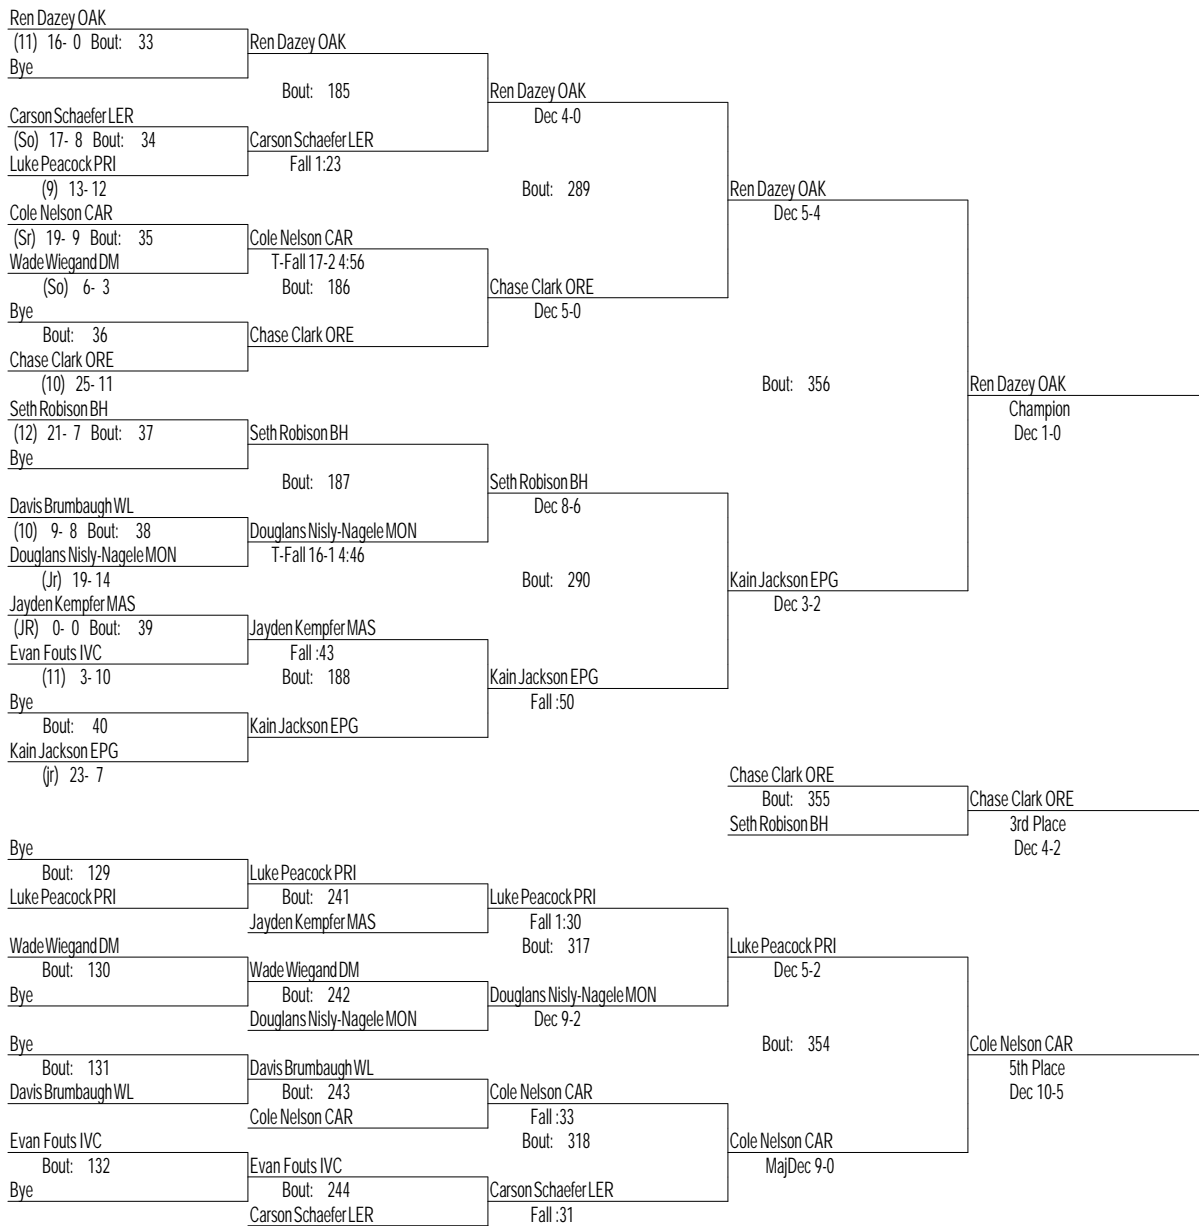 Ren Dazey OAK
(11) 16- 0 Bout: 33
Bye
Ren Dazey OAK
Bout: 185
Carson Schaefer LER
(So) 17- 8 Bout: 34
Luke Peacock PRI
(9) 13- 12
Carson Schaefer LER
Fall 1:23
Ren Dazey OAK
Dec 4-0
Bout: 289
Cole Nelson CAR
(Sr) 19- 9 Bout: 35
Wade Wiegand DM
(So) 6- 3
Cole Nelson CAR
T-Fall 17-2 4:56
Bout: 186
Bye
Bout: 36
Chase Clark ORE
(10) 25- 11
Chase Clark ORE
Chase Clark ORE
Dec 5-0
Ren Dazey OAK
Dec 5-4
Bout: 356
Ren Dazey OAK
Champion
Dec 1-0
Seth Robison BH
(12) 21- 7 Bout: 37
Bye
Seth Robison BH
Bout: 187
Davis Brumbaugh WL
(10) 9- 8 Bout: 38
Douglans Nisly-Nagele MON
(Jr) 19- 14
Douglans Nisly-Nagele MON
T-Fall 16-1 4:46
Seth Robison BH
Dec 8-6
Bout: 290
Jayden Kempfer MAS
(JR) 0- 0 Bout: 39
Evan Fouts IVC
(11) 3- 10
Jayden Kempfer MAS
Fall :43
Bout: 188
Bye
Bout: 40
Kain Jackson EPG
(jr) 23- 7
Kain Jackson EPG
Kain Jackson EPG
Fall :50
Kain Jackson EPG
Dec 3-2
Chase Clark ORE
Bout: 355
Seth Robison BH
Chase Clark ORE
3rd Place
Dec 4-2
Bye
Bout: 129
Luke Peacock PRI
Luke Peacock PRI
Bout: 241
Jayden Kempfer MAS
Luke Peacock PRI
Fall 1:30
Bout: 317
Wade Wiegand DM
Bout: 130
Bye
Wade Wiegand DM
Bout: 242
Douglans Nisly-Nagele MON
Douglans Nisly-Nagele MON
Dec 9-2
Luke Peacock PRI
Dec 5-2
Bout: 354
Cole Nelson CAR
5th Place
Dec 10-5
Bye
Bout: 131
Davis Brumbaugh WL
Davis Brumbaugh WL
Bout: 243
Cole Nelson CAR
Cole Nelson CAR
Fall :33
Bout: 318
Evan Fouts IVC
Bout: 132
Bye
Evan Fouts IVC
Bout: 244
Carson Schaefer LER
Carson Schaefer LER
Fall :31
Cole Nelson CAR
MajDec 9-0